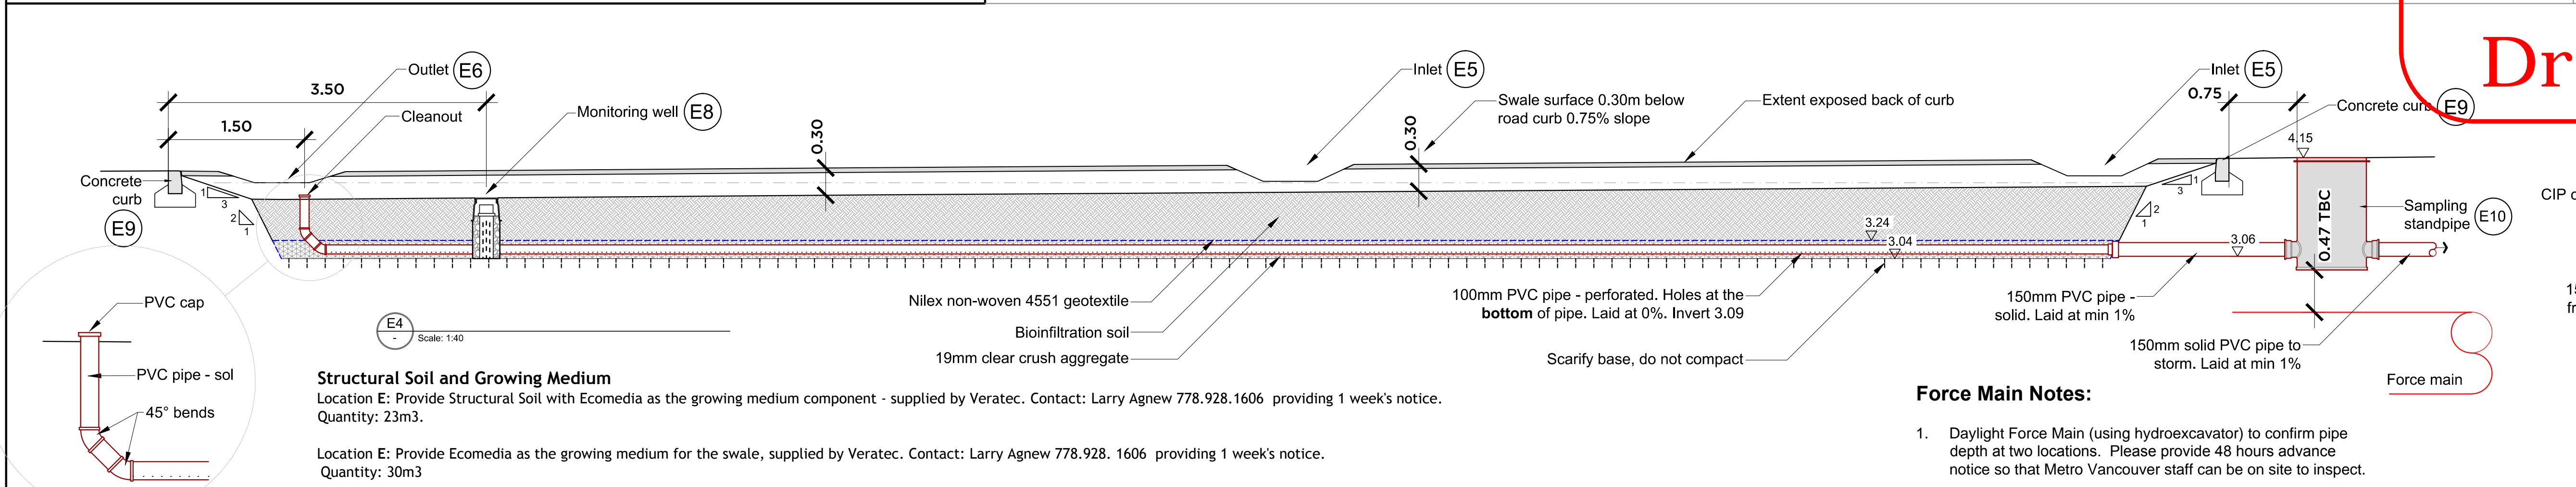 Dr
Outlet E6
Inlet E5
Inlet E5
3.50
Cleanout
Monitoring well E8
Swale surface 0.30m below
road curb 0.75% slope
Extent exposed back of curb
0.75
Concrete curb E9
1.50
0.30
0.30
4.15
Concrete
curb
E9
1
3
2
1
1
3
2
1
3.24
3.04
3.06
0.47 TBC
Sampling
standpipe
E10
CIP
Nilex non-woven 4551 geotextile
Bioinfiltration soil
19mm clear crush aggregate
100mm PVC pipe - perforated. Holes at the
bottom of pipe. Laid at 0%. Invert 3.09
Scarify base, do not compact
150mm PVC pipe -
solid. Laid at min 1%
150mm solid PVC pipe to
storm. Laid at min 1%
Force main
PVC cap
PVC pipe - sol
45° bends
E4
-
Scale: 1:40
Structural Soil and Growing Medium
Location E: Provide Structural Soil with Ecomedia as the growing medium component - supplied by Veratec. Contact: Larry Agnew 778.928.1606 providing 1 week's notice.
Quantity: 23m3.
Location E: Provide Ecomedia as the growing medium for the swale, supplied by Veratec. Contact: Larry Agnew 778.928. 1606 providing 1 week's notice.
Quantity: 30m3
Force Main Notes:
1. Daylight Force Main (using hydroexcavator) to confirm pipe
depth at two locations. Please provide 48 hours advance
notice so that Metro Vancouver staff can be on site to inspect.